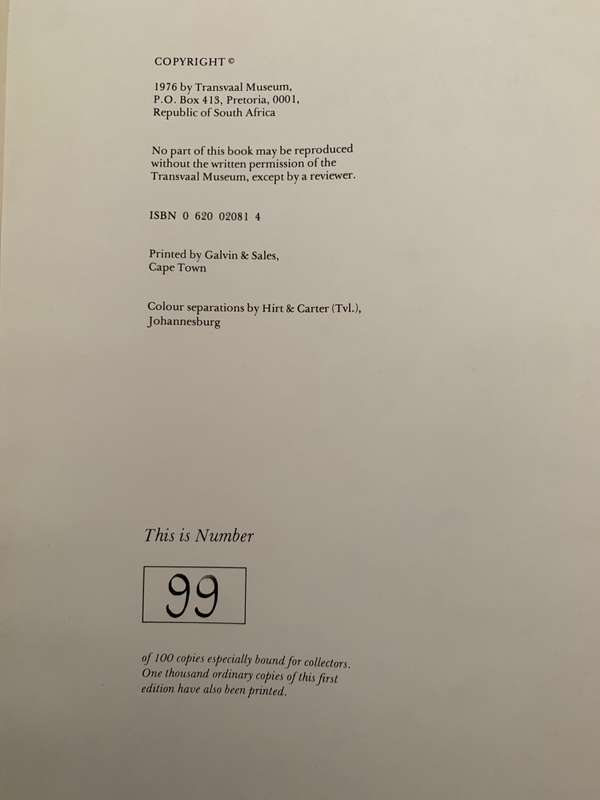 COPYRIGHT ©
1976 by Transvaal Museum,
P.O. Box 413, Pretoria, 0001,
Republic of South Africa
No part of this book may be reproduced
without the written permission of the
Transvaal Museum, except by a reviewer.
ISBN 0 620 02081 4
Printed by Galvin & Sales,
Cape Town
Colour separations by Hirt & Carter (Tvl.),
Johannesburg
This is Number
99
of 100 copies especially bound for collectors.
One thousand ordinary copies of this first
edition have also been printed.